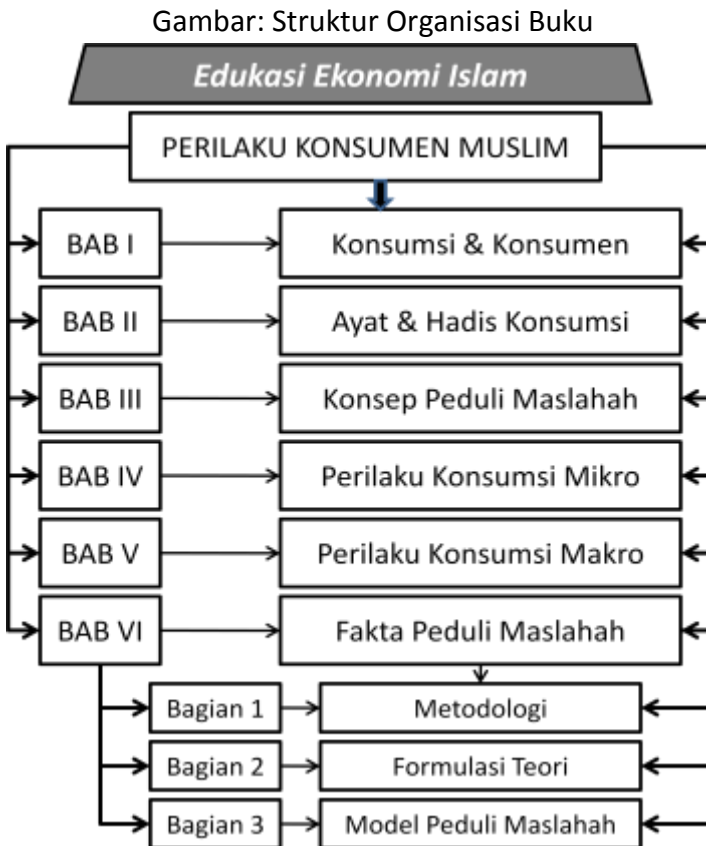 Gambar: Struktur Organisasi Buku
Edukasi Ekonomi Islam
PERILAKU KONSUMEN MUSLIM
BAB I
Konsumsi & Konsumen
BAB II
Ayat & Hadis Konsumsi
BAB III
Konsep Peduli Maslahah
BAB IV
Perilaku Konsumsi Mikro
BAB V
Perilaku Konsumsi Makro
BAB VI
Fakta Peduli Maslahah
Bagian 1
Metodologi
Bagian 2
Formulasi Teori
Bagian 3
Model Peduli Maslahah